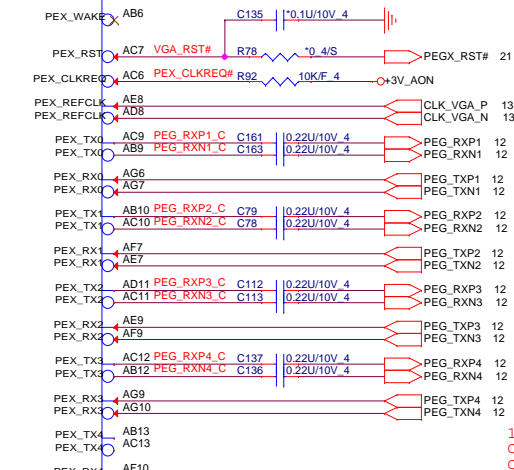 PEX_WAKE AB6 C135 *0.1U/10V_4
PEX_RST AC7 VGA_RST# R78 *0_4/S PEGX_RST# 21
PEX_CLKREQ AC6 PEX_CLKREQ# R92 10K/F_4 +3V_AON
PEX_REFCLK AE8 CLK_VGA_P 13
PEX_REFCLK AD8 CLK_VGA_N 13
PEX_TX0 AC9 PEG_RXP1_C C161 0.22U/10V_4 PEG_RXP1 12
PEX_TX0 AB9 PEG_RXN1_C C163 0.22U/10V_4 PEG_RXN1 12
PEX_RX0 AG6 PEG_TXP1 12
PEX_RX0 AG7 PEG_TXN1 12
PEX_TX1 AB10 PEG_RXP2_C C79 0.22U/10V_4 PEG_RXP2 12
PEX_TX1 AC10 PEG_RXN2_C C78 0.22U/10V_4 PEG_RXN2 12
PEX_RX1 AF7 PEG_TXP2 12
PEX_RX1 AE7 PEG_TXN2 12
PEX_TX2 AD11 PEG_RXP3_C C112 0.22U/10V_4 PEG_RXP3 12
PEX_TX2 AC11 PEG_RXN3_C C113 0.22U/10V_4 PEG_RXN3 12
PEX_RX2 AE9 PEG_TXP3 12
PEX_RX2 AF9 PEG_TXN3 12
PEX_TX3 AC12 PEG_RXP4_C C137 0.22U/10V_4 PEG_RXP4 12
PEX_TX3 AB12 PEG_RXN4_C C136 0.22U/10V_4 PEG_RXN4 12
PEX_RX3 AG9 PEG_TXP4 12
PEX_RX3 AG10 PEG_TXN4 12
PEX_TX4 AB13
PEX_TX4 AC13